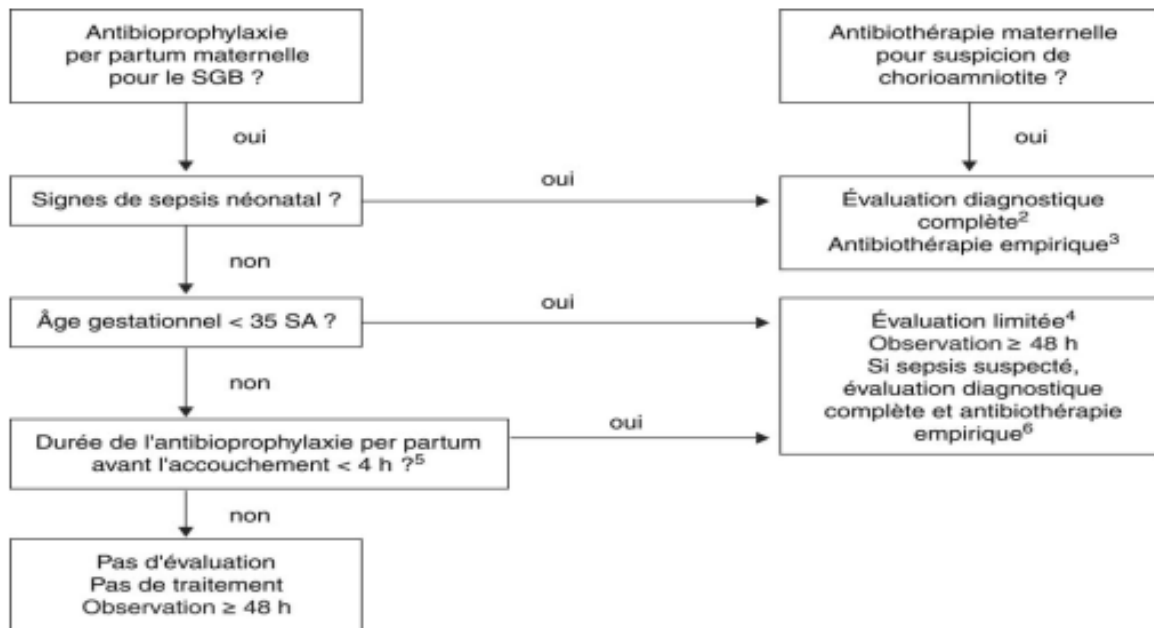 Antibioprophylaxie
per partum maternelle
pour le SGB ?
Antibiothérapie maternelle
pour suspicion de
chorioamniotite ?
oui
oui
Signes de sepsis néonatal ?
oui
Évaluation diagnostique
complète²
Antibiothérapie empirique³
non
Âge gestationnel < 35 SA ?
oui
Évaluation limitée⁴
Observation ≥ 48 h
Si sepsis suspecté,
évaluation diagnostique
complète et antibiothérapie
empirique⁶
non
Durée de l'antibioprophylaxie per partum
avant l'accouchement < 4 h ?⁵
oui
non
Pas d'évaluation
Pas de traitement
Observation ≥ 48 h